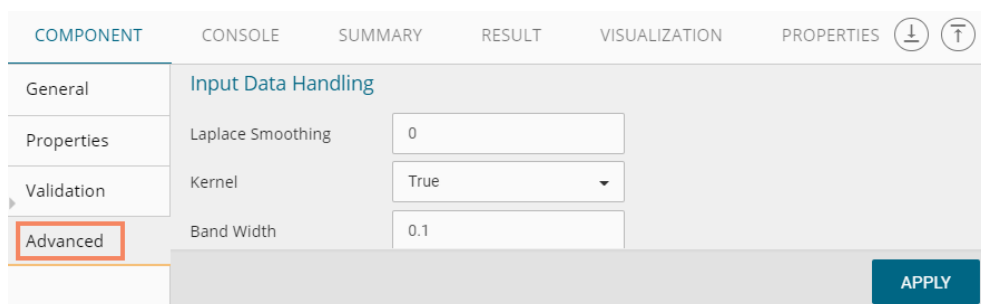 COMPONENT CONSOLE SUMMARY RESULT VISUALIZATION PROPERTIES
General
Properties
Validation
Advanced
Input Data Handling
Laplace Smoothing 0
Kernel True
Band Width 0.1
APPLY